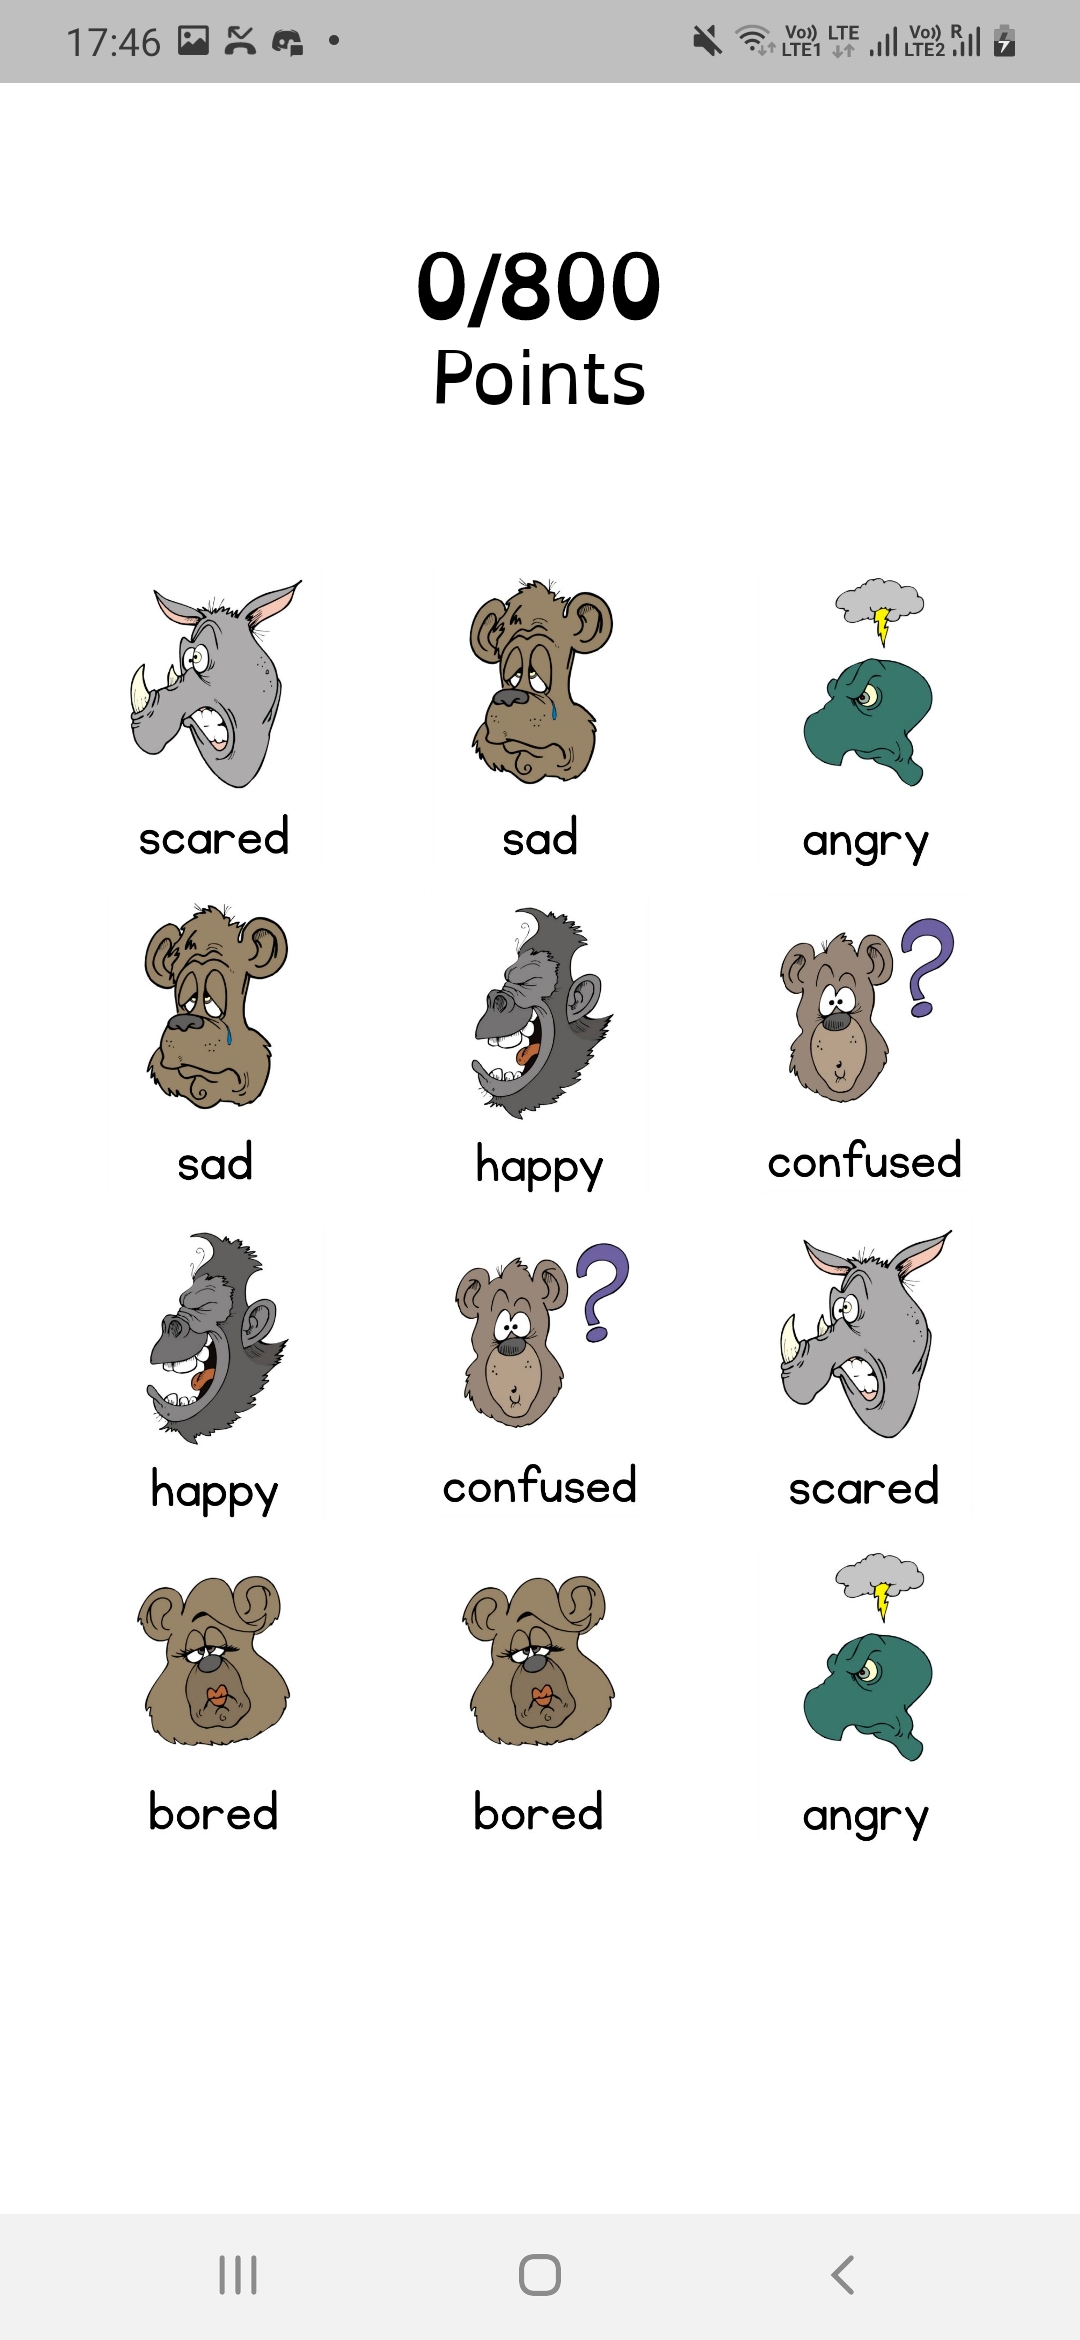 17:46 Vo)) LTE1 LTE Vo)) LTE2 R
0/800
Points
scared sad angry
sad happy confused
happy confused scared
bored bored angry